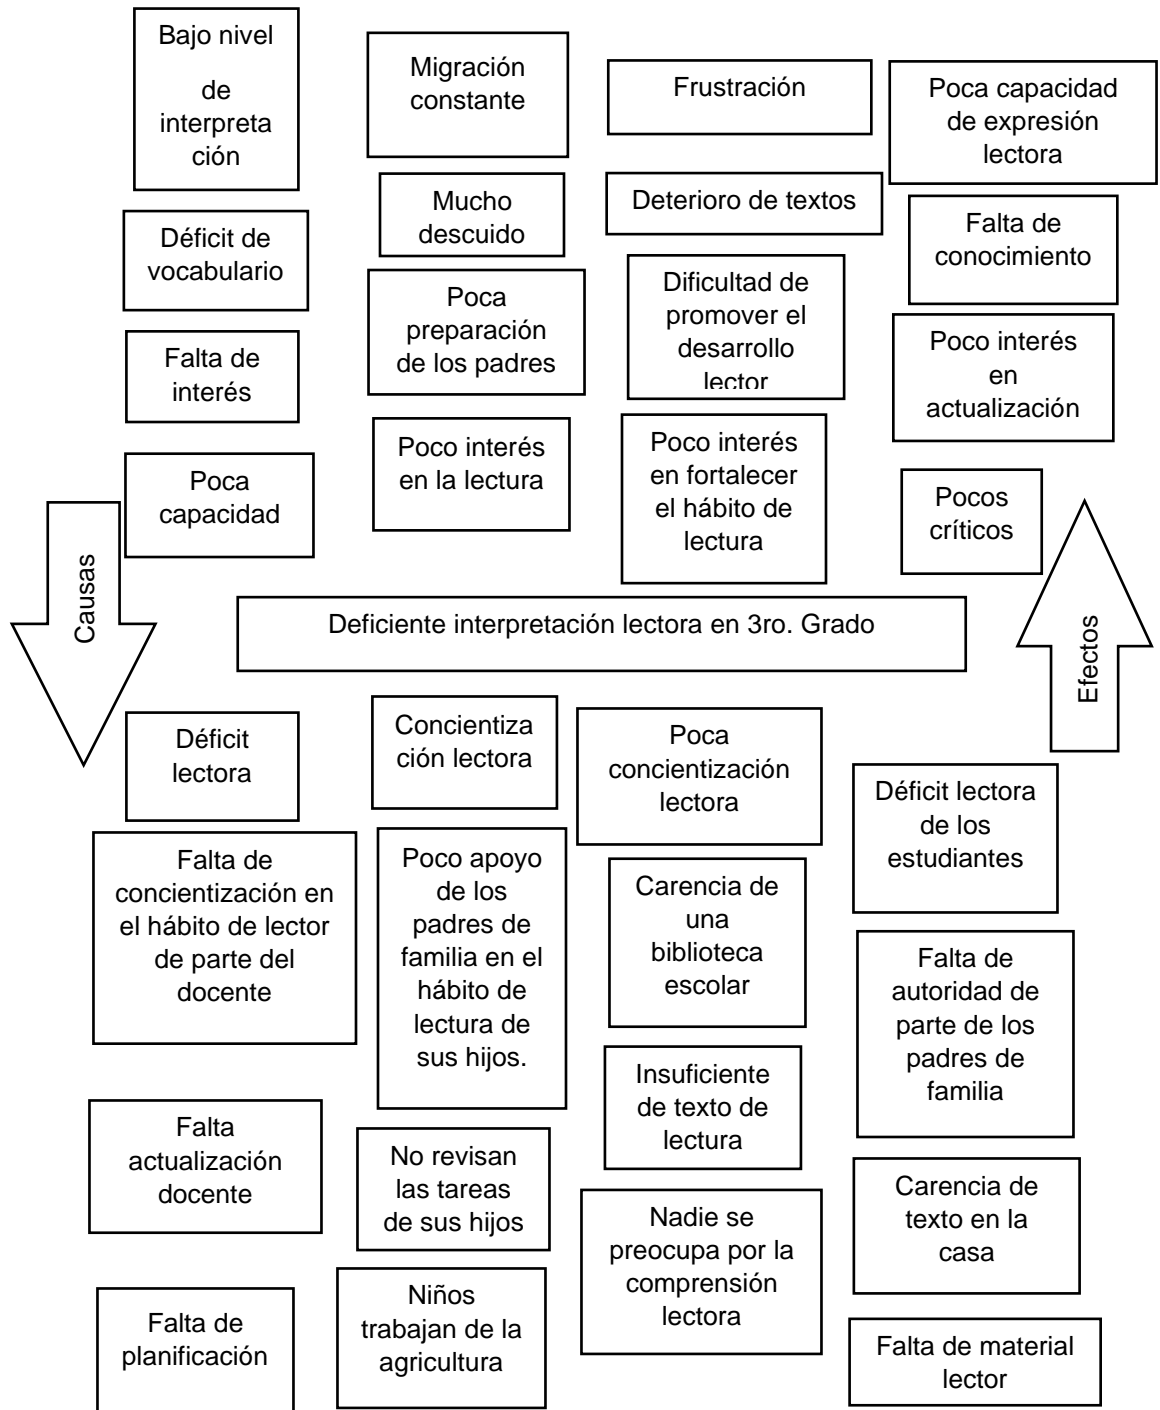 Bajo nivel
de
interpreta
ción
Déficit de
vocabulario
Falta de
interés
Poca
capacidad
Migración
constante
Mucho
descuido
Poca
preparación
de los padres
Poco interés
en la lectura
Frustración
Deterioro de textos
Dificultad de
promover el
desarrollo
lector
Poco interés
en fortalecer
el hábito de
lectura
Poca capacidad
de expresión
lectora
Falta de
conocimiento
Poco interés
en
actualización
Pocos
críticos
Causas
Deficiente interpretación lectora en 3ro. Grado
Efectos
Déficit
lectora
Falta de
concientización en
el hábito de lector
de parte del
docente
Falta
actualización
docente
Falta de
planificación
Concientiza
ción lectora
Poco apoyo
de los
padres de
familia en el
hábito de
lectura de
sus hijos.
No revisan
las tareas
de sus hijos
Niños
trabajan de la
agricultura
Poca
concientización
lectora
Carencia de
una
biblioteca
escolar
Insuficiente
de texto de
lectura
Nadie se
preocupa por la
comprensión
lectora
Déficit lectora
de los
estudiantes
Falta de
autoridad de
parte de los
padres de
familia
Carencia de
texto en la
casa
Falta de material
lector